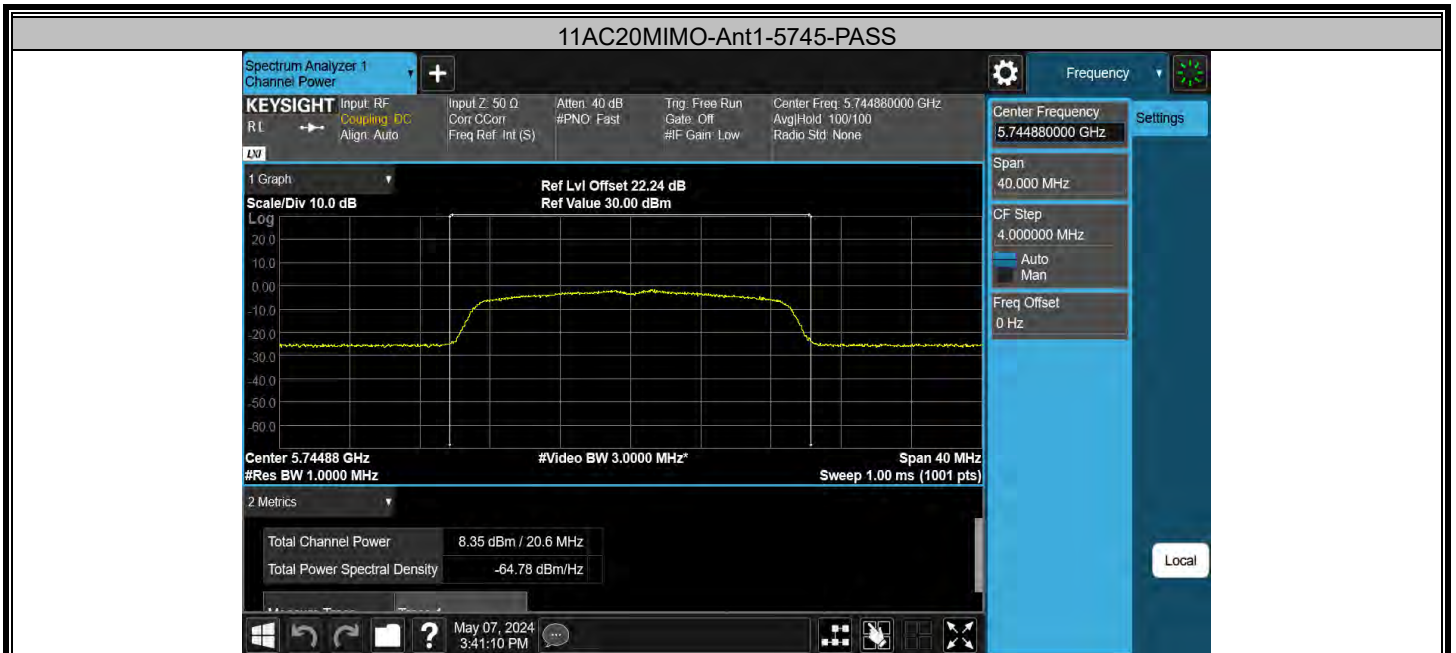 11AC20MIMO-Ant1-5745-PASS
Spectrum Analyzer 1
Channel Power
Frequency
KEYSIGHT
RL
LXI
Input: RF
Coupling: DC
Align: Auto
Input Z: 50 Ω
Corr CCorr
Freq Ref: Int (S)
Atten: 40 dB
#PNO: Fast
Trig: Free Run
Gate: Off
#IF Gain: Low
Center Freq: 5.744880000 GHz
Avg|Hold: 100/100
Radio Std: None
Center Frequency
5.744880000 GHz
Settings
Span
40.000 MHz
CF Step
4.000000 MHz
Auto
Man
Freq Offset
0 Hz
1 Graph
Scale/Div 10.0 dB
Ref Lvl Offset 22.24 dB
Ref Value 30.00 dBm
Log
20.0
10.0
0.00
-10.0
-20.0
-30.0
-40.0
-50.0
-60.0
Center 5.74488 GHz
#Video BW 3.0000 MHz*
Span 40 MHz
#Res BW 1.0000 MHz
Sweep 1.00 ms (1001 pts)
2 Metrics
Total Channel Power 8.35 dBm / 20.6 MHz
Total Power Spectral Density -64.78 dBm/Hz
Local
May 07, 2024
3:41:10 PM